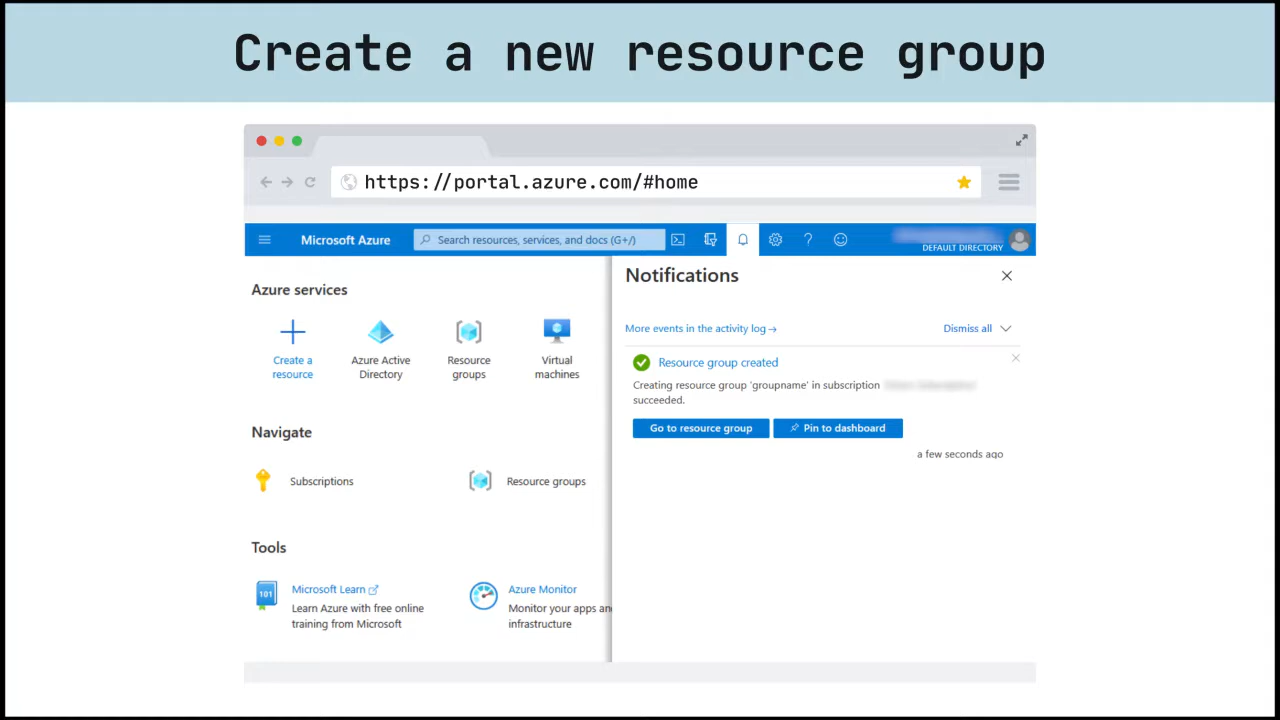 Create a new resource group
https://portal.azure.com/#home
Microsoft Azure
Search resources, services, and docs (G+/)
DEFAULT DIRECTORY
Azure services
Create a
resource
Azure Active
Directory
Resource
groups
Virtual
machines
Navigate
Subscriptions
Resource groups
Tools
101
Microsoft Learn
Learn Azure with free online
training from Microsoft
Azure Monitor
Monitor your apps and
infrastructure
Notifications
More events in the activity log →
Dismiss all
Resource group created
Creating resource group 'groupname' in subscription
succeeded.
Go to resource group
Pin to dashboard
a few seconds ago